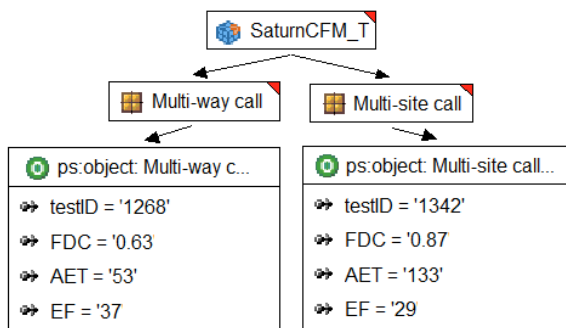 SaturnCFM_T
Multi-way call
Multi-site call
ps:object: Multi-way c...
testID = '1268'
FDC = '0.63'
AET = '53'
EF = '37'
ps:object: Multi-site call...
testID = '1342'
FDC = '0.87'
AET = '133'
EF = '29'